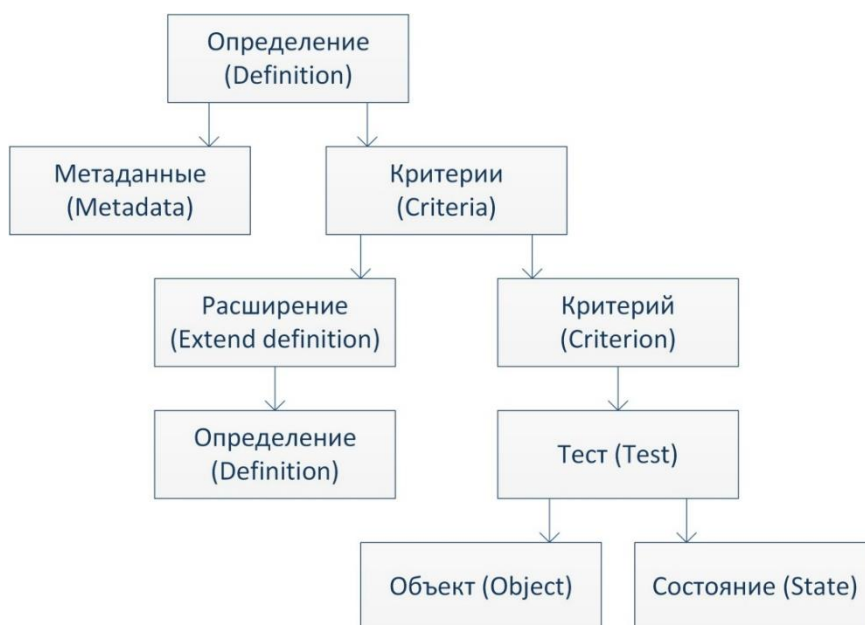 Определение
(Definition)
Метаданные
(Metadata)
Критерии
(Criteria)
Расширение
(Extend definition)
Критерий
(Criterion)
Определение
(Definition)
Тест (Test)
Объект (Object)
Состояние (State)